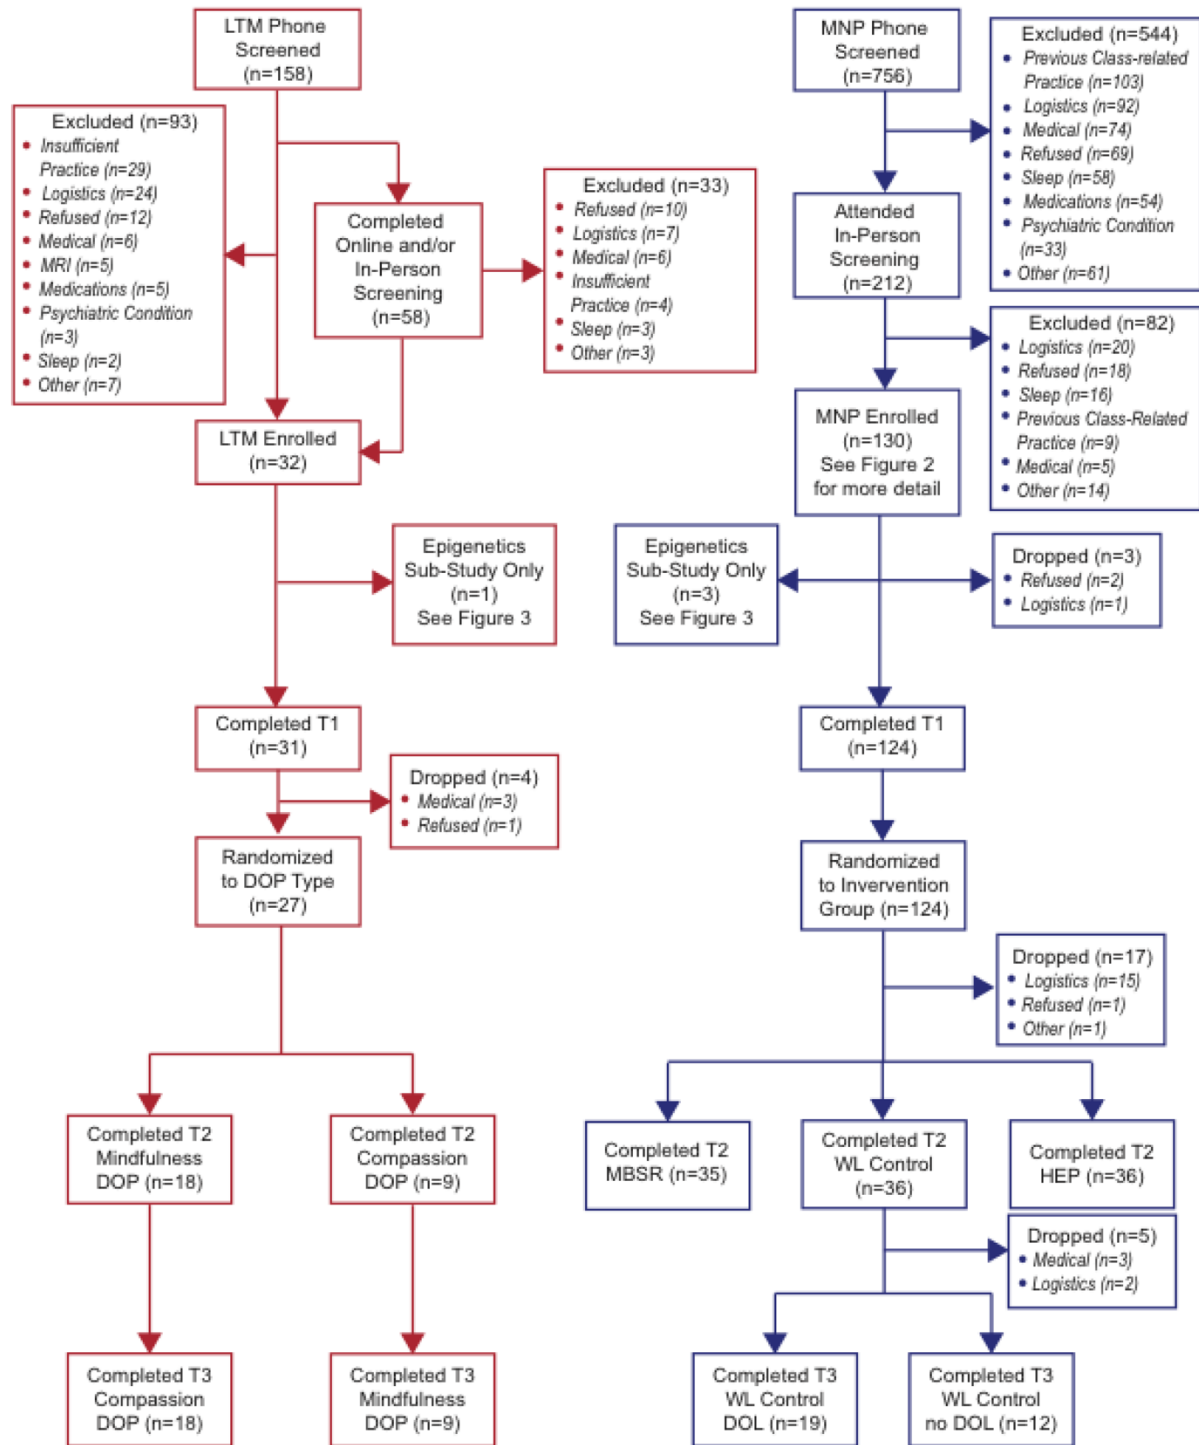 LTM Phone
Screened
(n=158)
Excluded (n=93)
• Insufficient
Practice (n=29)
• Logistics (n=24)
• Refused (n=12)
• Medical (n=6)
• MRI (n=5)
• Medications (n=5)
• Psychiatric Condition
(n=3)
• Sleep (n=2)
• Other (n=7)
Completed
Online and/or
In-Person
Screening
(n=58)
Excluded (n=33)
• Refused (n=10)
• Logistics (n=7)
• Medical (n=6)
• Insufficient
Practice (n=4)
• Sleep (n=3)
• Other (n=3)
LTM Enrolled
(n=32)
Epigenetics
Sub-Study Only
(n=1)
See Figure 3
Completed T1
(n=31)
Dropped (n=4)
• Medical (n=3)
• Refused (n=1)
Randomized
to DOP Type
(n=27)
Completed T2
Mindfulness
DOP (n=18)
Completed T2
Compassion
DOP (n=9)
Completed T3
Compassion
DOP (n=18)
Completed T3
Mindfulness
DOP (n=9)
MNP Phone
Screened
(n=756)
Excluded (n=544)
• Previous Class-related
Practice (n=103)
• Logistics (n=92)
• Medical (n=74)
• Refused (n=69)
• Sleep (n=58)
• Medications (n=54)
• Psychiatric Condition
(n=33)
• Other (n=61)
Attended
In-Person
Screening
(n=212)
Excluded (n=82)
• Logistics (n=20)
• Refused (n=18)
• Sleep (n=16)
• Previous Class-Related
Practice (n=9)
• Medical (n=5)
• Other (n=14)
MNP Enrolled
(n=130)
See Figure 2
for more detail
Epigenetics
Sub-Study Only
(n=3)
See Figure 3
Dropped (n=3)
• Refused (n=2)
• Logistics (n=1)
Completed T1
(n=124)
Randomized
to Invervention
Group (n=124)
Dropped (n=17)
• Logistics (n=15)
• Refused (n=1)
• Other (n=1)
Completed T2
MBSR (n=35)
Completed T2
WL Control
(n=36)
Completed T2
HEP (n=36)
Dropped (n=5)
• Medical (n=3)
• Logistics (n=2)
Completed T3
WL Control
DOL (n=19)
Completed T3
WL Control
no DOL (n=12)